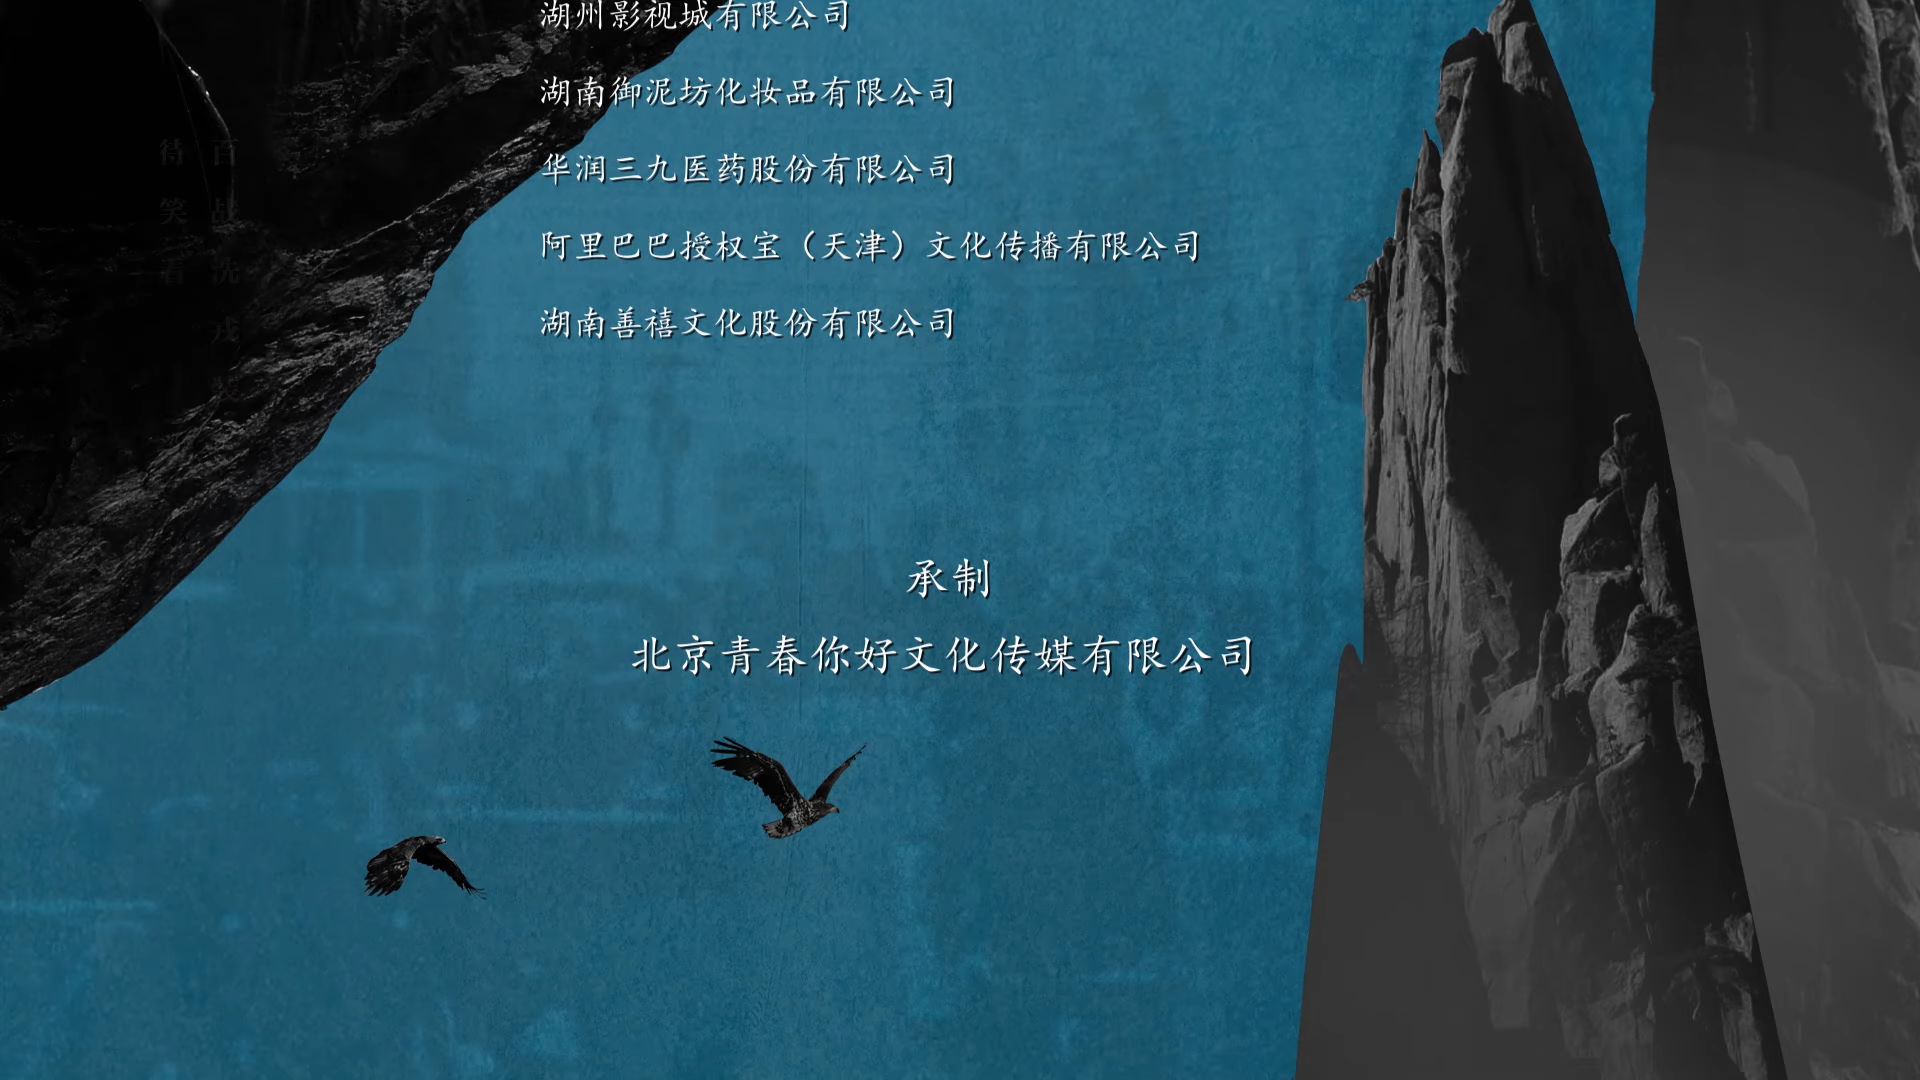 湖州影视城有限公司
湖南御泥坊化妆品有限公司
华润三九医药股份有限公司
阿里巴巴授权宝（天津）文化传播有限公司
湖南善禧文化股份有限公司
承制
北京青春你好文化传媒有限公司